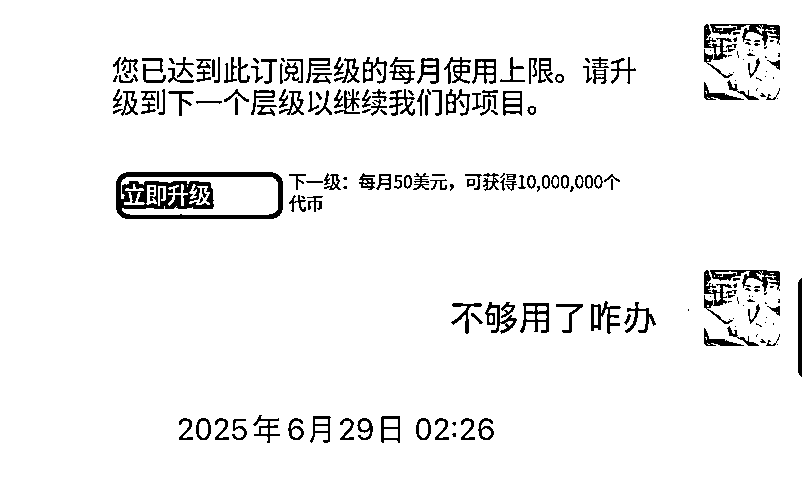 您已达到此订阅层级的每月使用上限。请升
级到下一个层级以继续我们的项目。
立即升级
下一级：每月50美元，可获得10,000,000个
代币
不够用了咋办
2025年6月29日 02:26